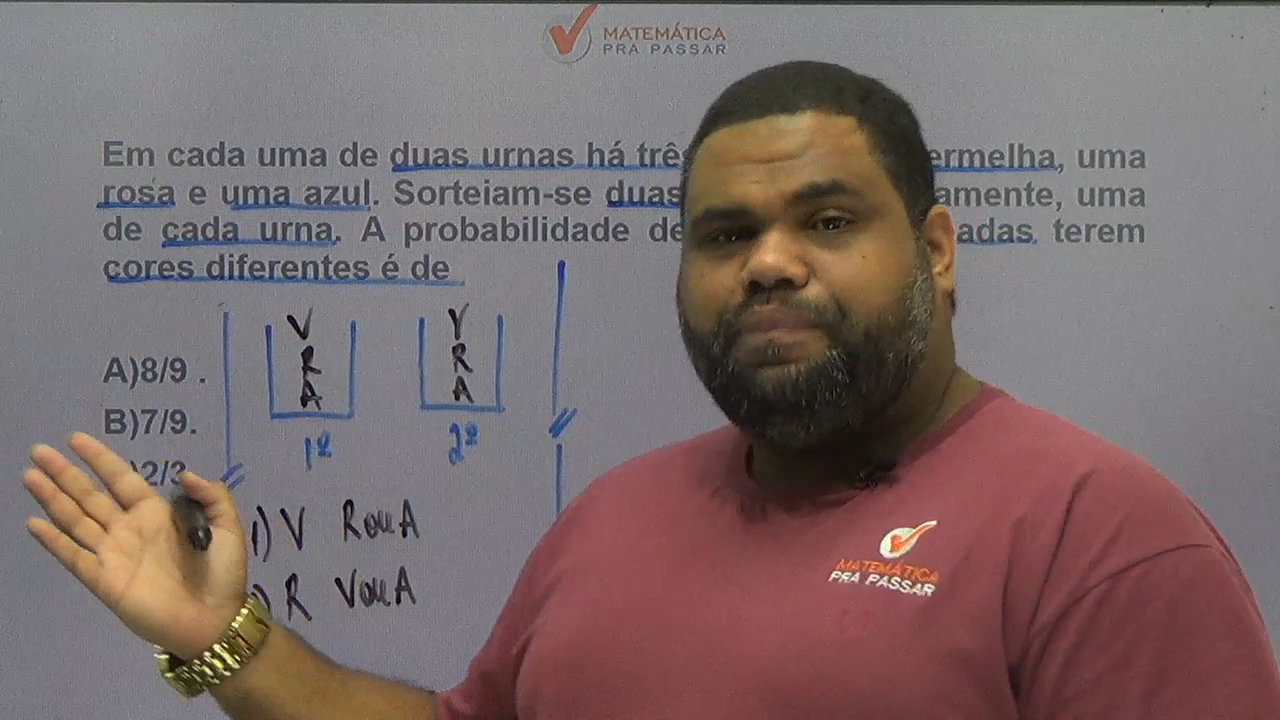 MATEMÁTICA
PRA PASSAR
Em cada uma de duas urnas há três ermelha, uma
rosa e uma azul. Sorteiam-se duas amente, uma
de cada urna. A probabilidade de adas terem
cores diferentes é de
V V
R R
A A
A)8/9 .
B)7/9.
1ª 2ª
)2/3
1) V R ou A
) R V ou A
MATEMÁTICA
PRA PASSAR